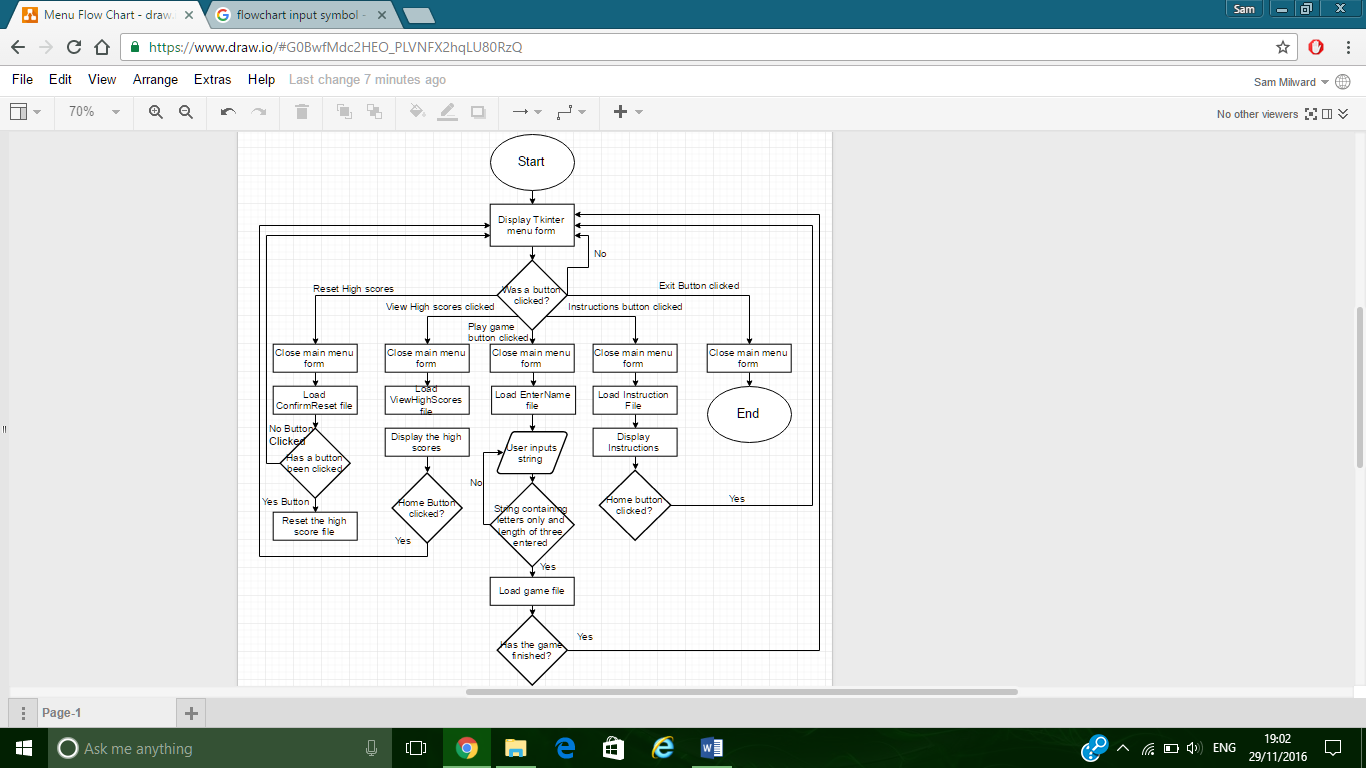 Menu Flow Chart - draw.
flowchart input symbol -
Sam
https://www.draw.io/#G0BwfMdc2HEO_PLVNFX2hqLU80RzQ
File Edit View Arrange Extras Help Last change 7 minutes ago
Sam Milward
70%
No other viewers
Start
Display Tkinter
menu form
No
Was a button
clicked?
Reset High scores
Exit Button clicked
View High scores clicked
Instructions button clicked
Play game
button clicked
Close main menu
form
Close main menu
form
Close main menu
form
Close main menu
form
Close main menu
form
Load
ConfirmReset file
Load
ViewHighScores
file
Load EnterName
file
Load Instruction
File
End
No Button
Clicked
Has a button
been clicked
Display the high
scores
User inputs
string
Display
Instructions
No
Yes Button
Reset the high
score file
Home Button
clicked?
Yes
String containing
letters only and
length of three
entered
Home button
clicked?
Yes
Yes
Load game file
Has the game
finished?
Yes
Page-1
Ask me anything
ENG
19:02
29/11/2016